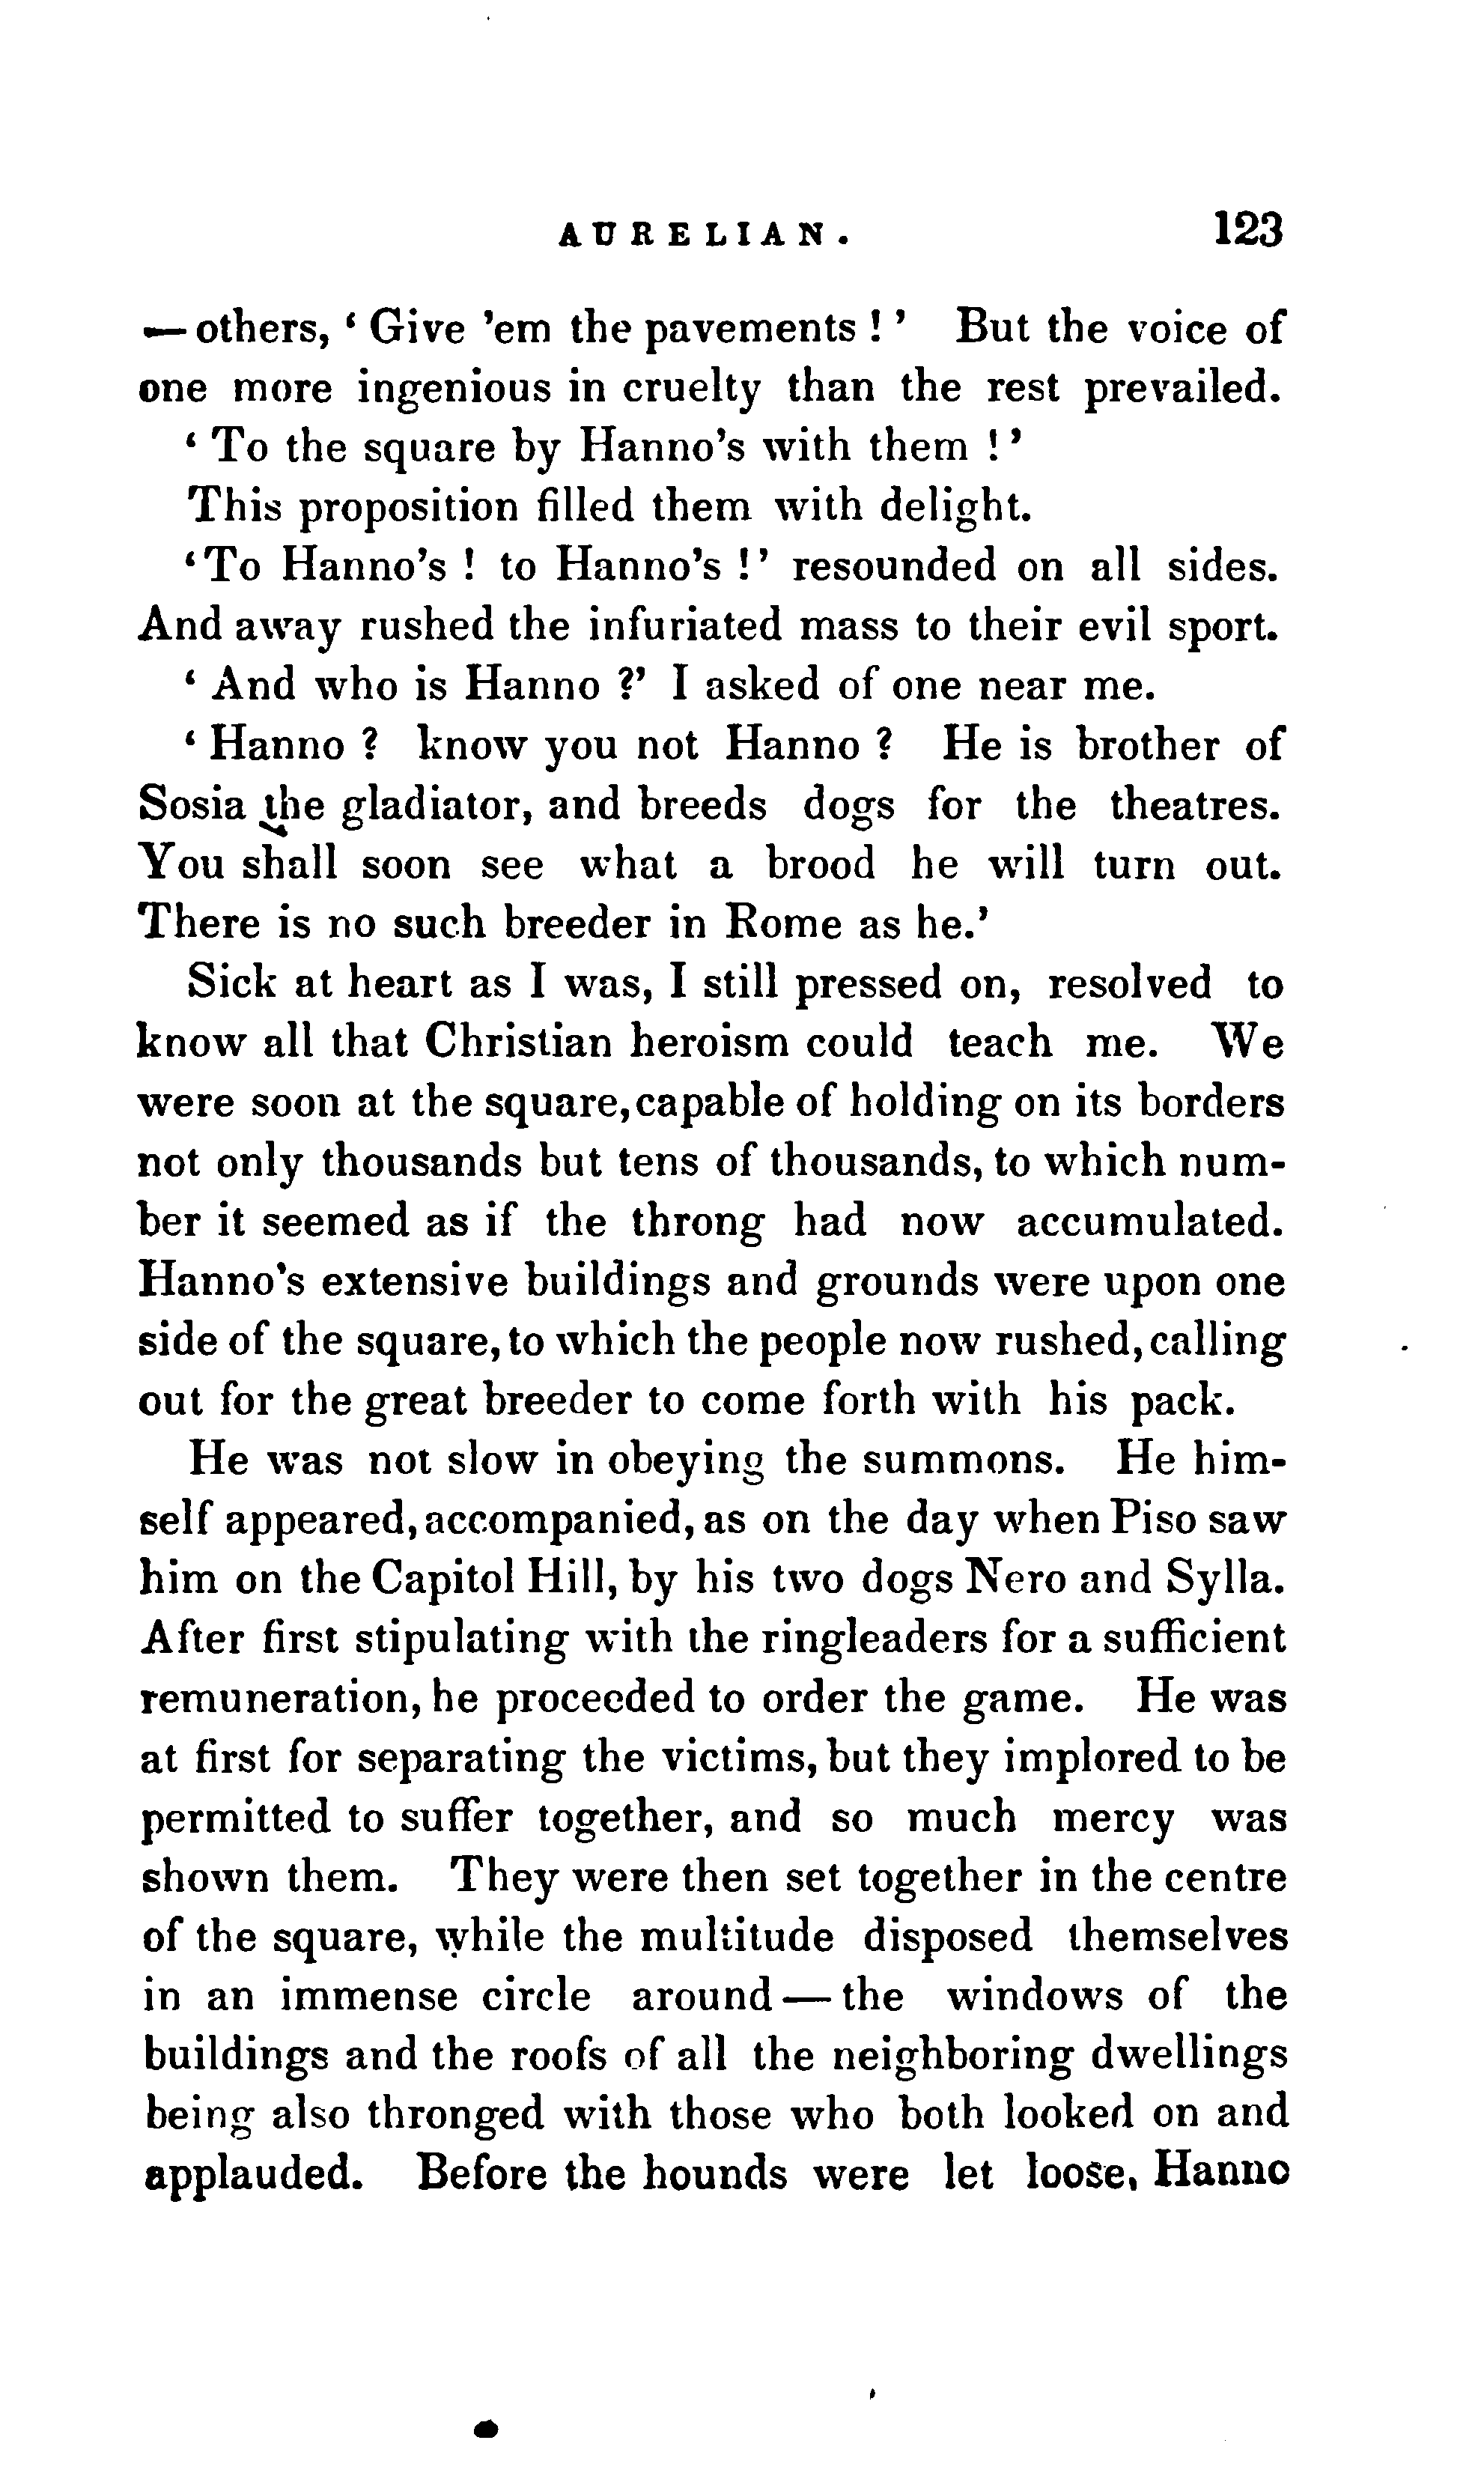 AURELIAN. 123
— others, ‘ Give ’em the pavements ! ’ But the voice of
one more ingenious in cruelty than the rest prevailed.
‘ To the square by Hanno’s with them ! ’
This proposition filled them with delight.
‘To Hanno’s ! to Hanno’s !’ resounded on all sides.
And away rushed the infuriated mass to their evil sport.
‘ And who is Hanno ?’ I asked of one near me.
‘ Hanno ? know you not Hanno ? He is brother of
Sosia the gladiator, and breeds dogs for the theatres.
You shall soon see what a brood he will turn out.
There is no such breeder in Rome as he.’
Sick at heart as I was, I still pressed on, resolved to
know all that Christian heroism could teach me. We
were soon at the square, capable of holding on its borders
not only thousands but tens of thousands, to which num-
ber it seemed as if the throng had now accumulated.
Hanno’s extensive buildings and grounds were upon one
side of the square, to which the people now rushed, calling
out for the great breeder to come forth with his pack.
He was not slow in obeying the summons. He him-
self appeared, accompanied, as on the day when Piso saw
him on the Capitol Hill, by his two dogs Nero and Sylla.
After first stipulating with the ringleaders for a sufficient
remuneration, he proceeded to order the game. He was
at first for separating the victims, but they implored to be
permitted to suffer together, and so much mercy was
shown them. They were then set together in the centre
of the square, while the multitude disposed themselves
in an immense circle around — the windows of the
buildings and the roofs of all the neighboring dwellings
being also thronged with those who both looked on and
applauded. Before the hounds were let loose, Hanno